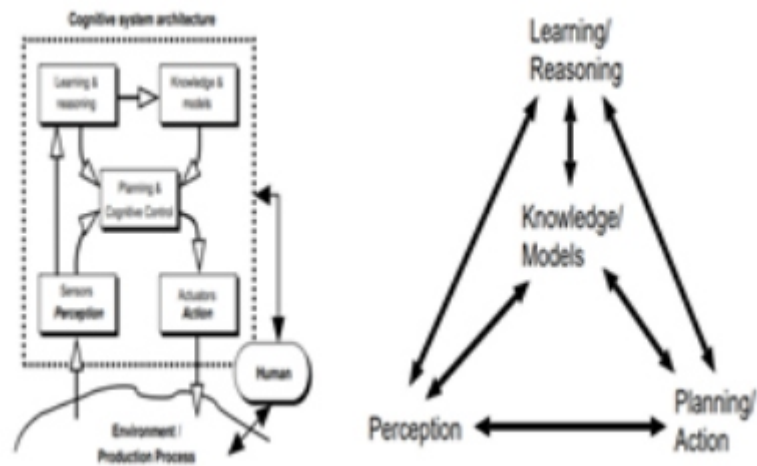 Cognitive system architecture
Learning &
reasoning
Knowledge &
models
Planning &
Cognitive Control
Sensors
Perception
Actuators
Action
Human
Environment /
Production Process
Learning/
Reasoning
Knowledge/
Models
Perception
Planning/
Action